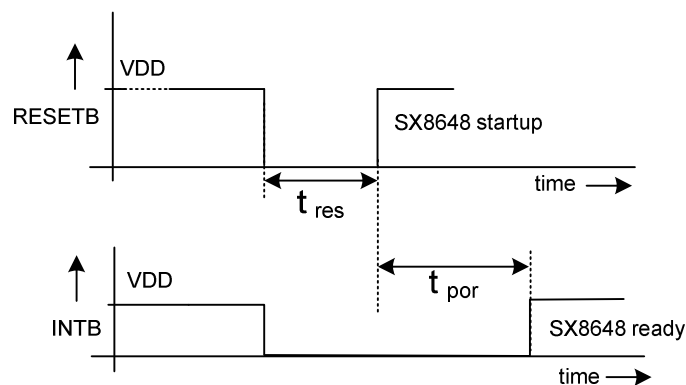 VDD
RESETB
SX8648 startup
time
t res
VDD
t por
INTB
SX8648 ready
time